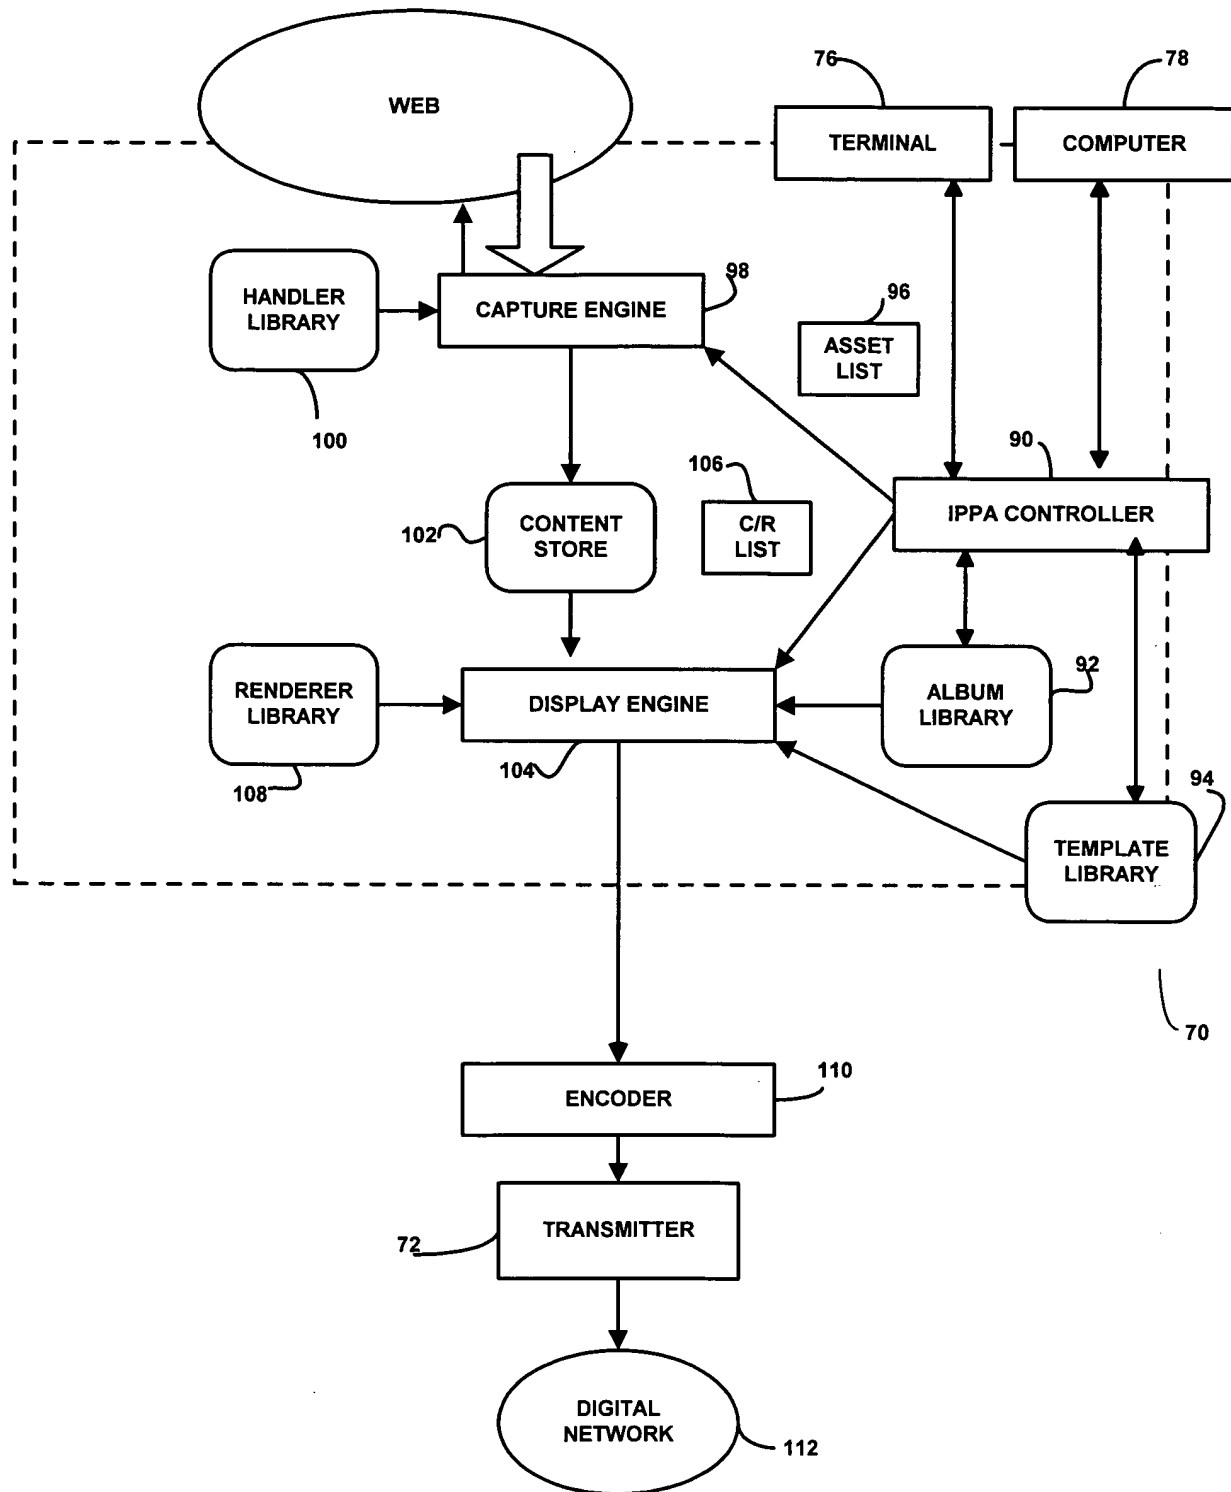 WEB
76
78
TERMINAL
COMPUTER
HANDLER
LIBRARY
100
CAPTURE ENGINE
98
96
ASSET
LIST
90
106
C/R
LIST
IPPA CONTROLLER
102
CONTENT
STORE
RENDERER
LIBRARY
108
DISPLAY ENGINE
104
ALBUM
LIBRARY
92
94
TEMPLATE
LIBRARY
70
ENCODER
110
TRANSMITTER
72
DIGITAL
NETWORK
112